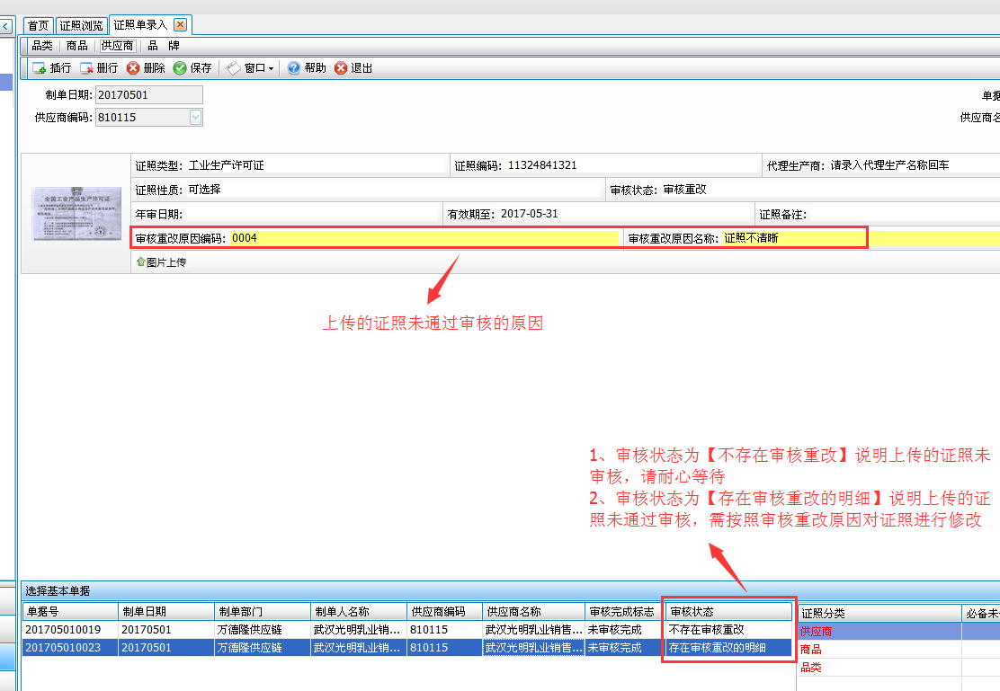 首页 证照浏览 证照单录入
品类 商品 供应商 品 牌
插行 删行 删除 保存 窗口 帮助 退出
制单日期: 20170501
单据
供应商编码: 810115
供应商名
证照类型: 工业生产许可证 证照编码: 11324841321 代理生产商: 请录入代理生产名称回车
证照性质: 可选择 审核状态: 审核重改
全国工业产品生产许可证
年审日期: 有效期至: 2017-05-31 证照备注:
审核重改原因编码: 0004 审核重改原因名称: 证照不清晰
图片上传
上传的证照未通过审核的原因
1、审核状态为【不存在审核重改】说明上传的证照未
审核，请耐心等待
2、审核状态为【存在审核重改的明细】说明上传的证
照未通过审核，需按照审核重改原因对证照进行修改
选择基本单据
单据号 制单日期 制单部门 制单人名称 供应商编码 供应商名称 审核完成标志 审核状态
201705010019 20170501 万德隆供应链 武汉光明乳业销... 810115 武汉光明乳业销售... 未审核完成 不存在审核重改
201705010023 20170501 万德隆供应链 武汉光明乳业销... 810115 武汉光明乳业销售... 未审核完成 存在审核重改的明细
证照分类 必备未
供应商
商品
品类